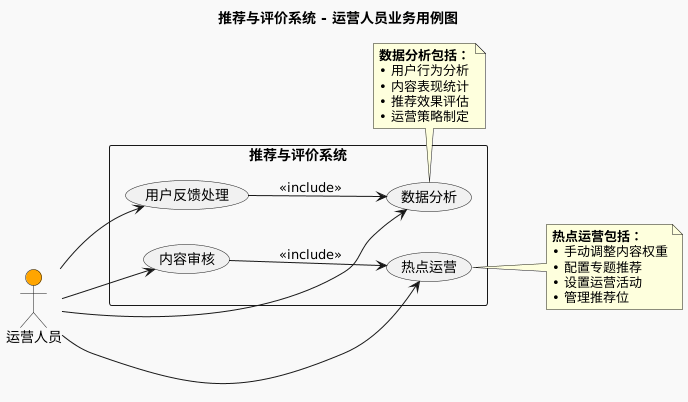 推荐与评价系统 - 运营人员业务用例图
数据分析包括：
• 用户行为分析
• 内容表现统计
• 推荐效果评估
• 运营策略制定
推荐与评价系统
用户反馈处理
«include»
数据分析
内容审核
«include»
热点运营
热点运营包括：
• 手动调整内容权重
• 配置专题推荐
• 设置运营活动
• 管理推荐位
运营人员